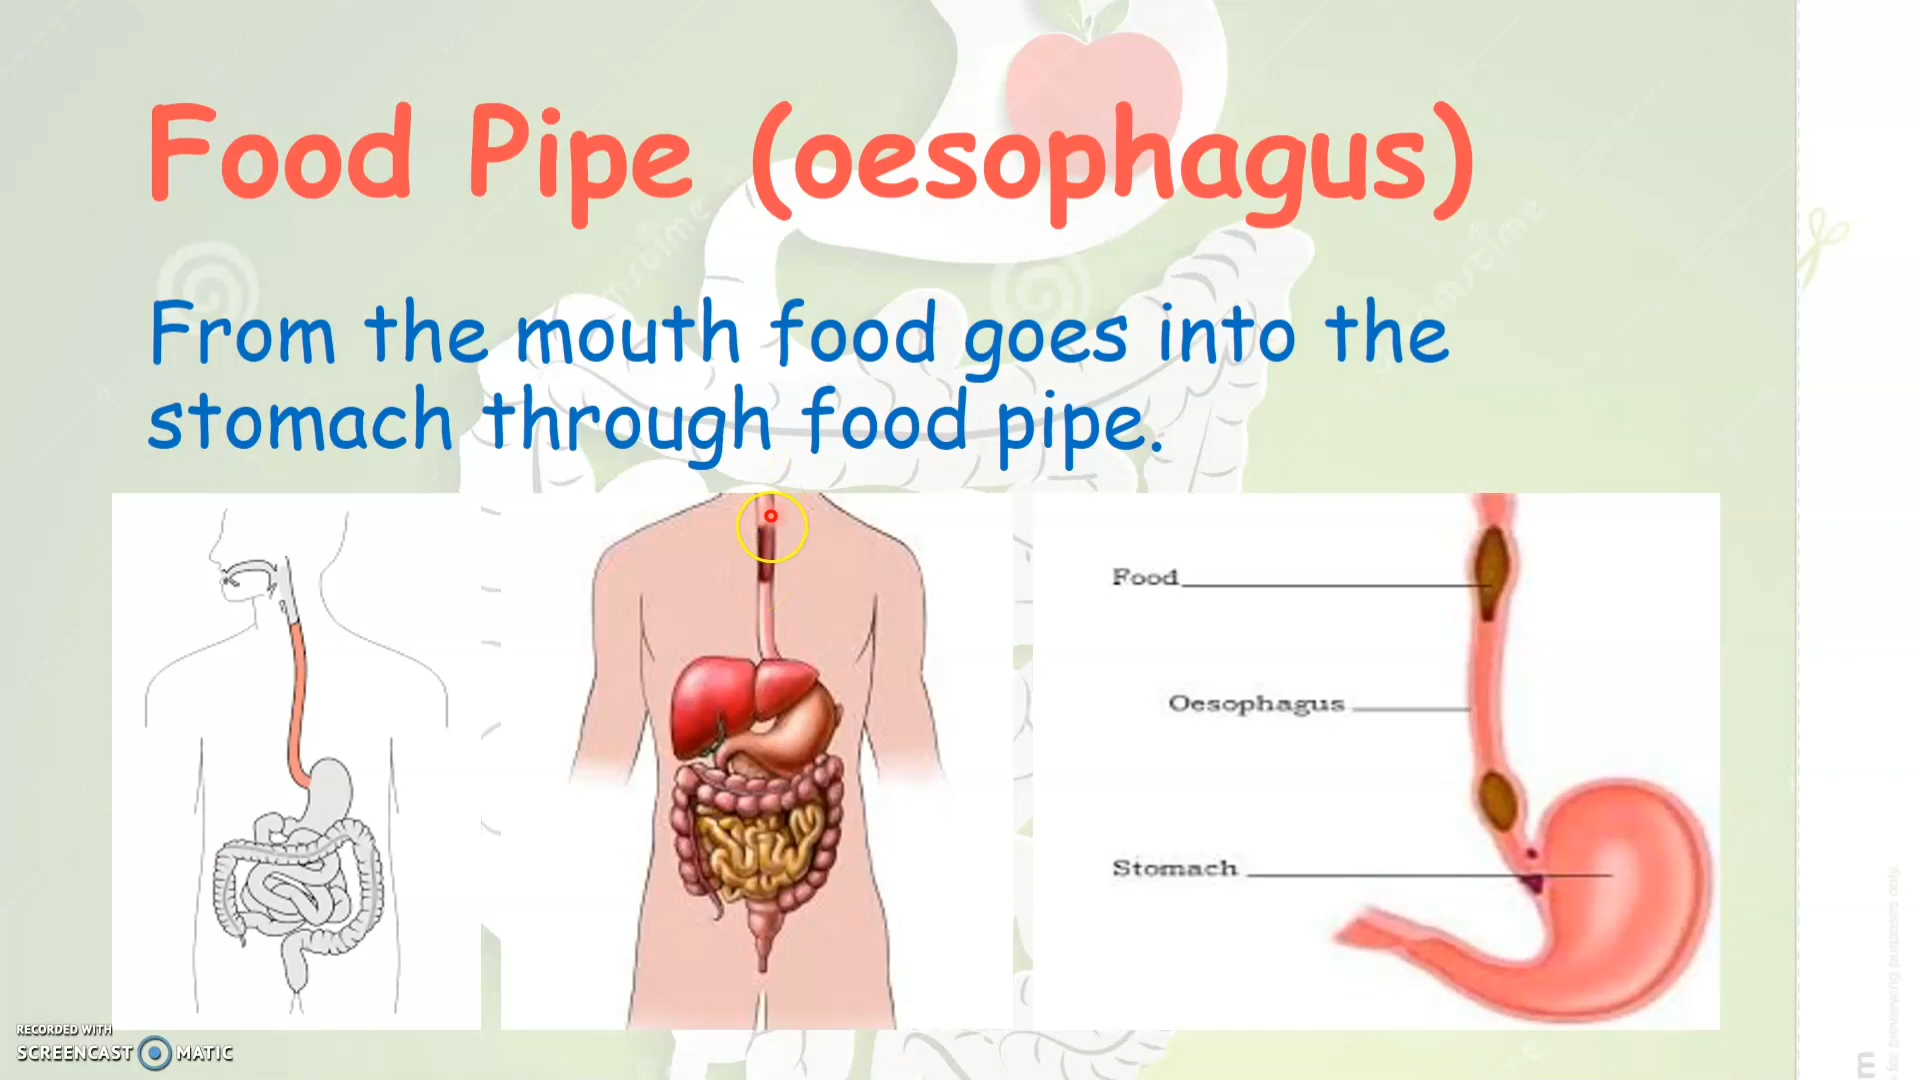 Food Pipe (oesophagus)
From the mouth food goes into the
stomach through food pipe.
Food
Oesophagus
Stomach
RECORDED WITH
SCREENCAST MATIC